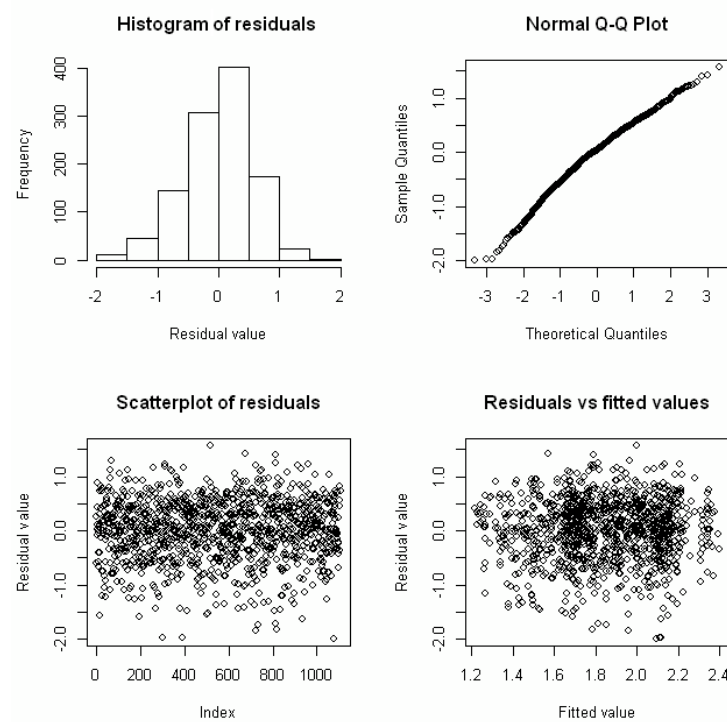 Histogram of residuals
Frequency
0 100 200 300 400
-2 -1 0 1 2
Residual value
Normal Q-Q Plot
Sample Quantiles
-2.0 -1.0 0.0 1.0
-3 -2 -1 0 1 2 3
Theoretical Quantiles
Scatterplot of residuals
Residual value
-2.0 -1.0 0.0 1.0
0 200 400 600 800 1000
Index
Residuals vs fitted values
Residual value
-2.0 -1.0 0.0 1.0
1.2 1.4 1.6 1.8 2.0 2.2 2.4
Fitted value